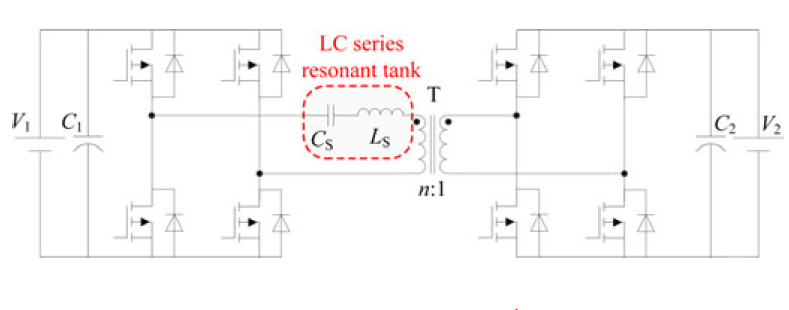 LC series
resonant tank
T
V1 C1
CS LS
C2 V2
n:1